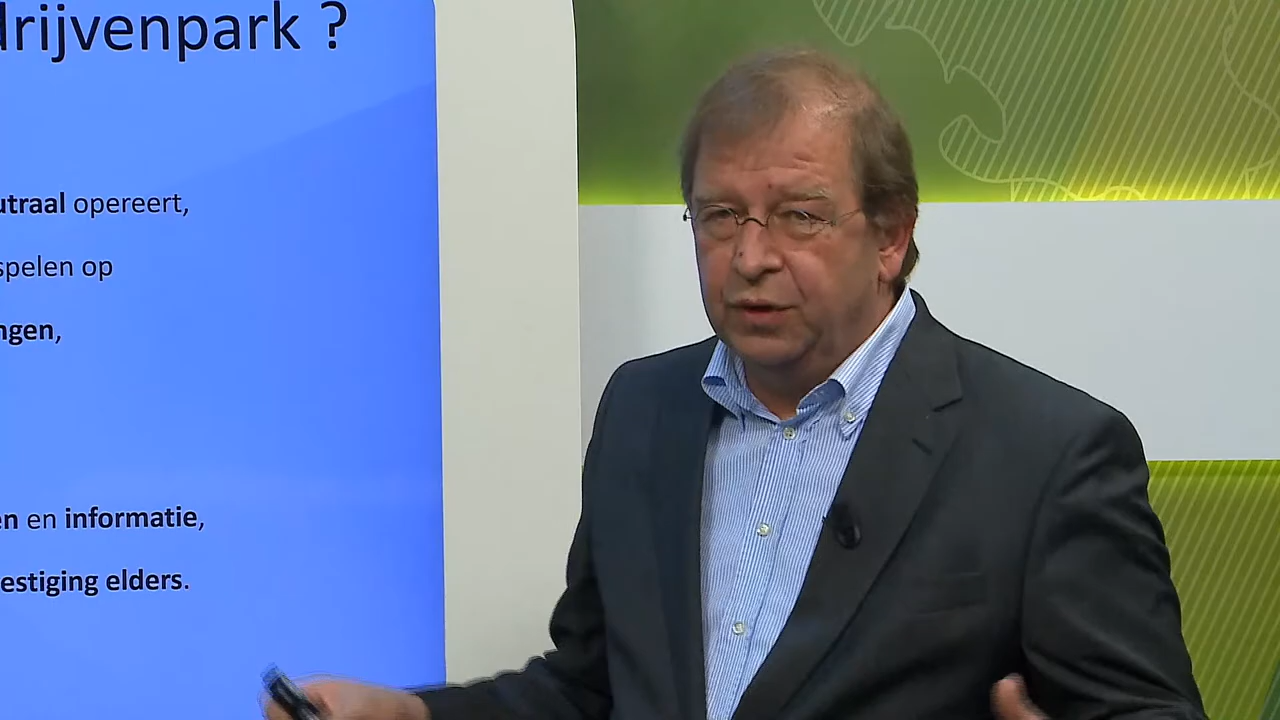 drijvenpark ?
utraal opereert,
spelen op
ngen,
en en informatie,
estiging elders.